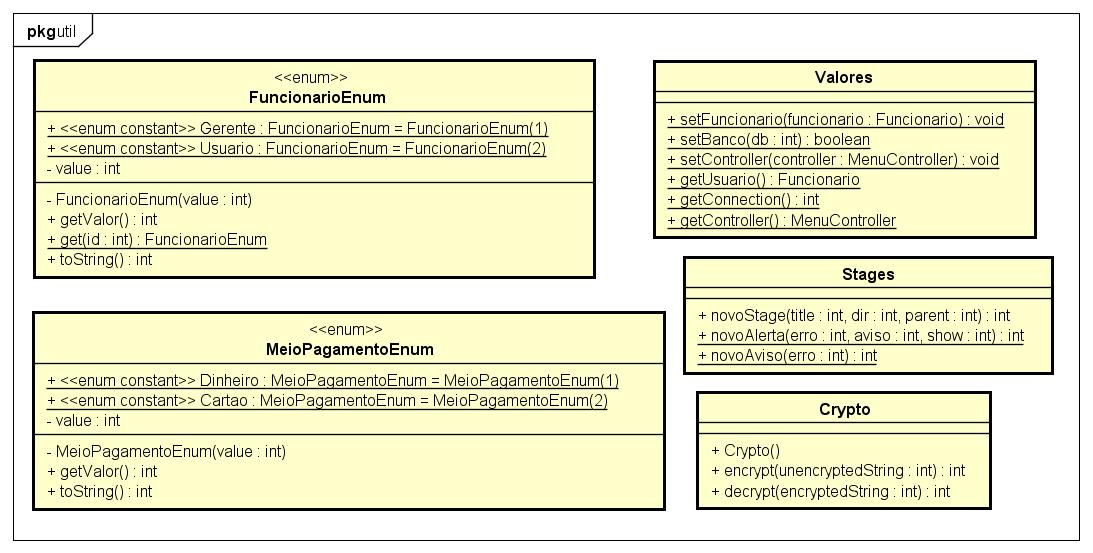 pkg util
<<enum>>
FuncionarioEnum
+ <<enum constant>> Gerente : FuncionarioEnum = FuncionarioEnum(1)
+ <<enum constant>> Usuario : FuncionarioEnum = FuncionarioEnum(2)
- value : int
- FuncionarioEnum(value : int)
+ getValor() : int
+ get(id : int) : FuncionarioEnum
+ toString() : int
<<enum>>
MeioPagamentoEnum
+ <<enum constant>> Dinheiro : MeioPagamentoEnum = MeioPagamentoEnum(1)
+ <<enum constant>> Cartao : MeioPagamentoEnum = MeioPagamentoEnum(2)
- value : int
- MeioPagamentoEnum(value : int)
+ getValor() : int
+ toString() : int
Valores
+ setFuncionario(funcionario : Funcionario) : void
+ setBanco(db : int) : boolean
+ setController(controller : MenuController) : void
+ getUsuario() : Funcionario
+ getConnection() : int
+ getController() : MenuController
Stages
+ novoStage(title : int, dir : int, parent : int) : int
+ novoAlerta(erro : int, aviso : int, show : int) : int
+ novoAviso(erro : int) : int
Crypto
+ Crypto()
+ encrypt(unencryptedString : int) : int
+ decrypt(encryptedString : int) : int